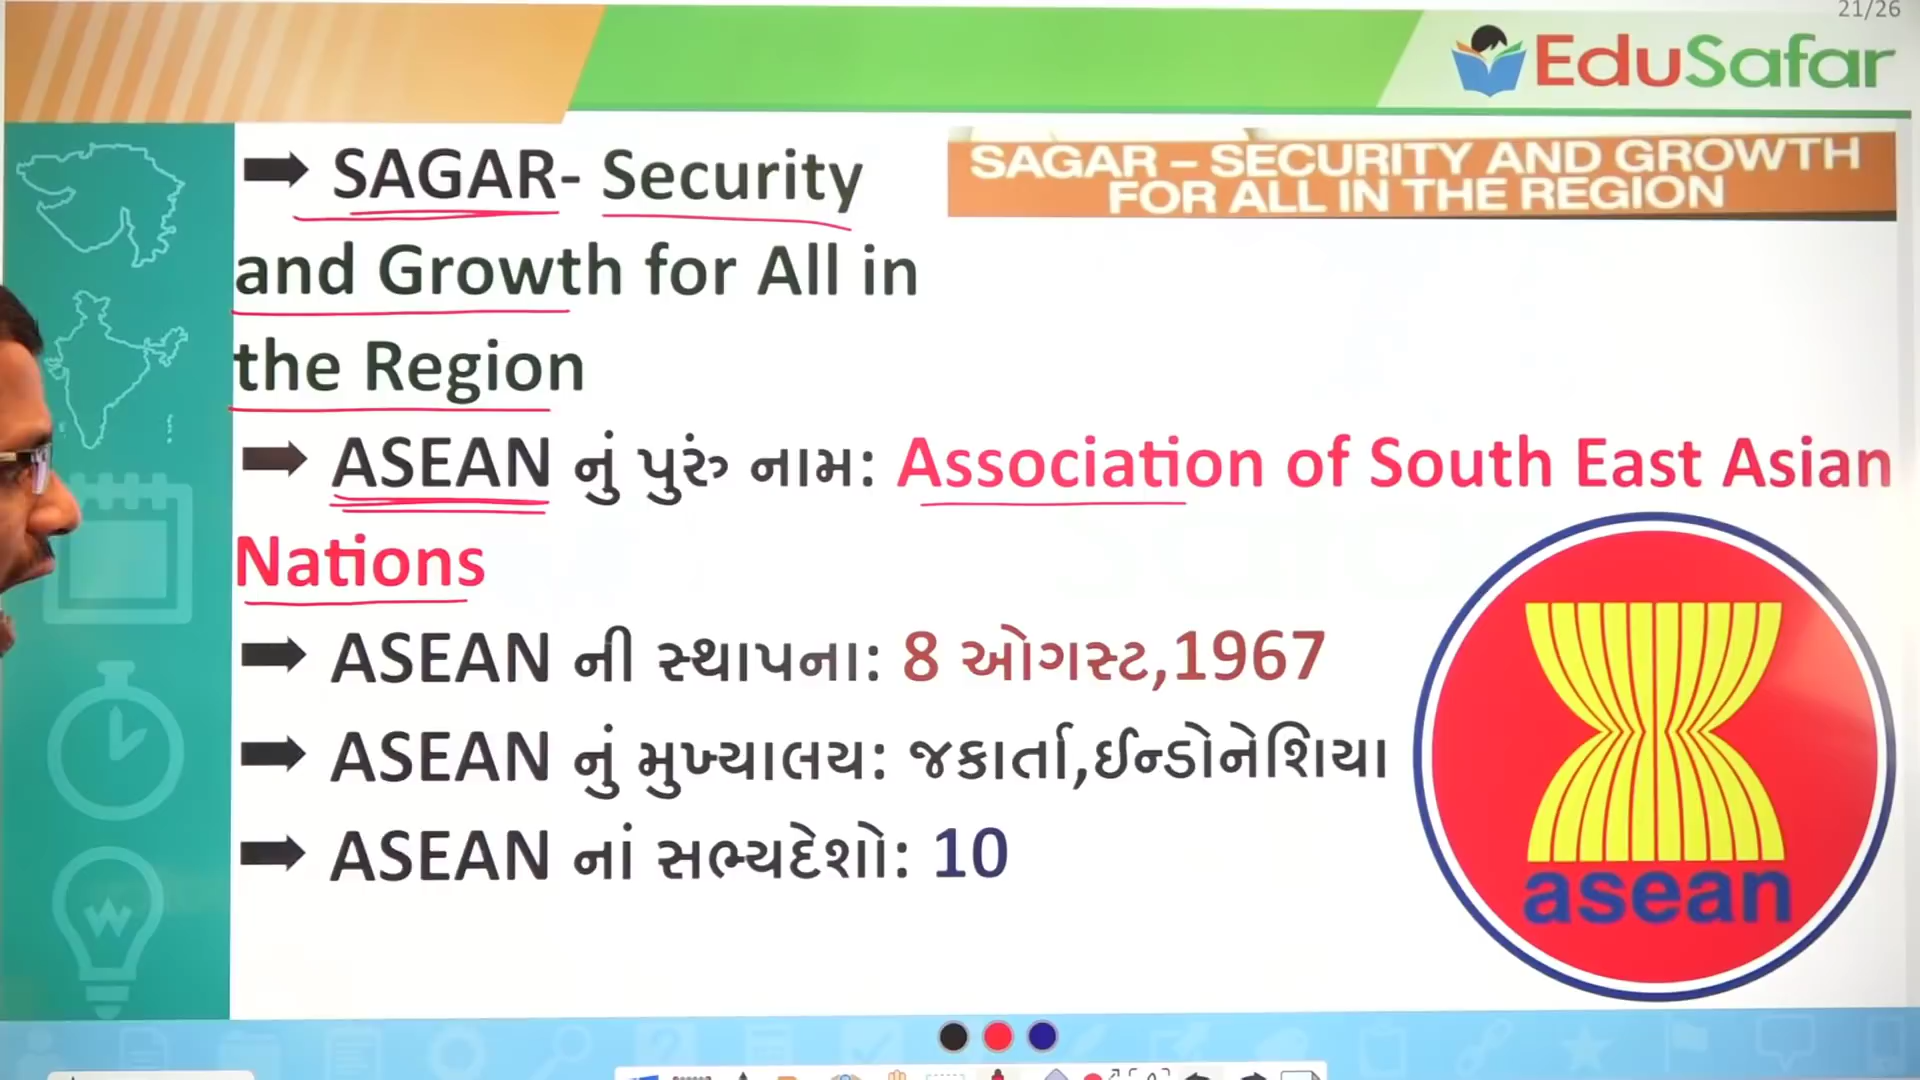 21/26
EduSafar
➡ SAGAR- Security
and Growth for All in
the Region
SAGAR – SECURITY AND GROWTH
FOR ALL IN THE REGION
➡ ASEAN નું પુરું નામ: Association of South East Asian
Nations
➡ ASEAN ની સ્થાપના: 8 ઓગસ્ટ,1967
➡ ASEAN નું મુખ્યાલય: જકાર્તા,ઈન્ડોનેશિયા
➡ ASEAN નાં સભ્યદેશો: 10
asean